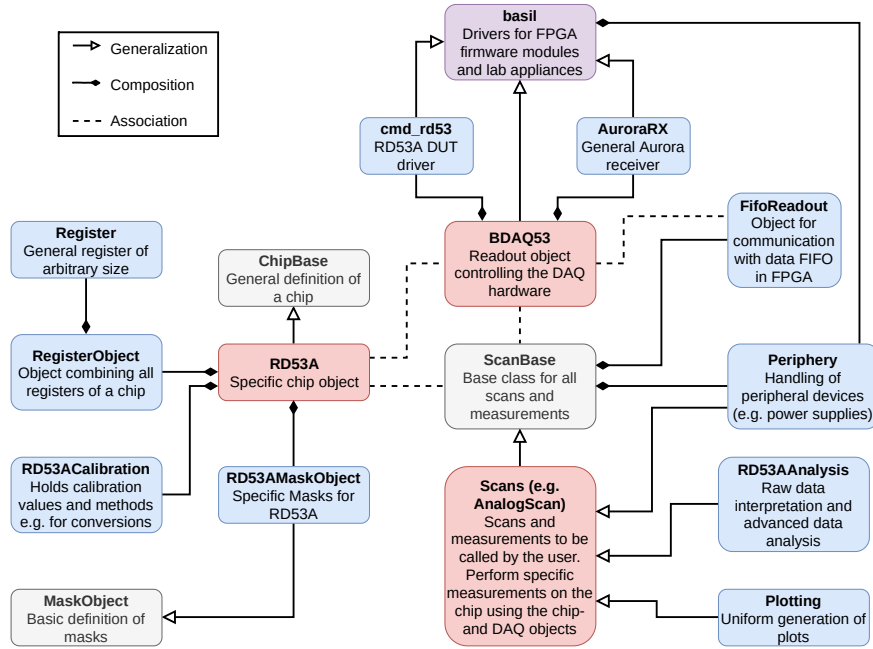 basil
Drivers for FPGA
firmware modules
and lab appliances
Generalization
Composition
Association
cmd_rd53
RD53A DUT
driver
AuroraRX
General Aurora
receiver
Register
General register of
arbitrary size
ChipBase
General definition of
a chip
BDAQ53
Readout object
controlling the DAQ
hardware
FifoReadout
Object for
communication
with data FIFO
in FPGA
RegisterObject
Object combining all
registers of a chip
RD53A
Specific chip object
ScanBase
Base class for all
scans and
measurements
Periphery
Handling of
peripheral devices
(e.g. power supplies)
RD53ACalibration
Holds calibration
values and methods
e.g. for conversions
RD53AMaskObject
Specific Masks for
RD53A
Scans (e.g.
AnalogScan)
Scans and
measurements to be
called by the user.
Perform specific
measurements on the
chip using the chip-
and DAQ objects
RD53AAnalysis
Raw data
interpretation and
advanced data
analysis
MaskObject
Basic definition of
masks
Plotting
Uniform generation of
plots